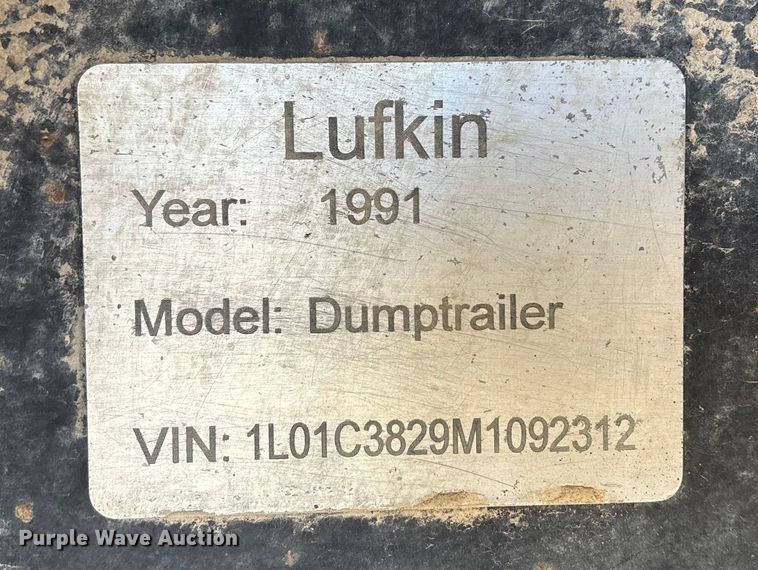 Lufkin
Year: 1991
Model: Dumptrailer
VIN: 1L01C3829M1092312
Purple Wave Auction